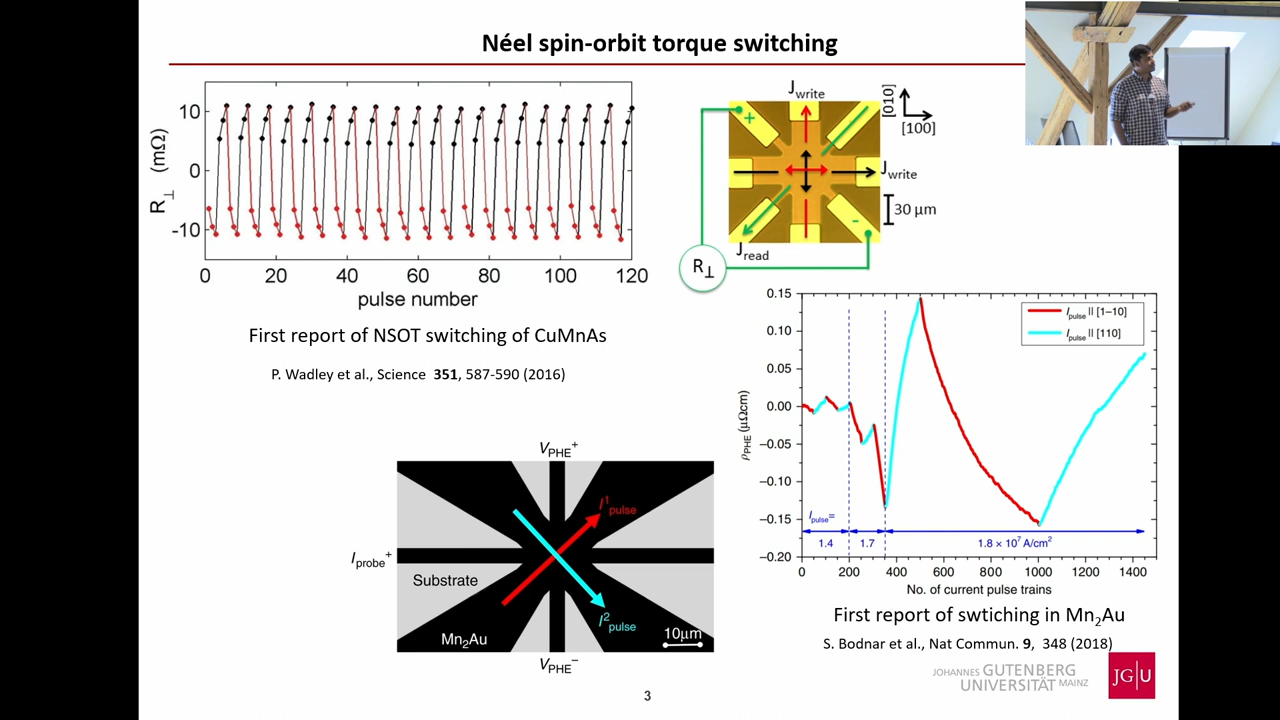 Néel spin-orbit torque switching
10
0
-10
R⊥ (mΩ)
0 20 40 60 80 100 120
pulse number
First report of NSOT switching of CuMnAs
P. Wadley et al., Science 351, 587-590 (2016)
Jwrite
[010]
[100]
+
Jwrite
30 µm
-
Jread
R⊥
0.15
0.10
0.05
0.00
−0.05
−0.10
−0.15
−0.20
ρPHE (µΩcm)
Ipulse II [1–10]
Ipulse II [110]
Ipulse=
1.4
1.7
1.8 × 10⁷ A/cm²
0 200 400 600 800 1000 1200 1400
No. of current pulse trains
First report of swtiching in Mn₂Au
S. Bodnar et al., Nat Commun. 9, 348 (2018)
VPHE⁺
I¹pulse
Iprobe⁺
Substrate
I²pulse
Mn₂Au
10µm
VPHE⁻
JOHANNES GUTENBERG
UNIVERSITÄT MAINZ
JG|U
3